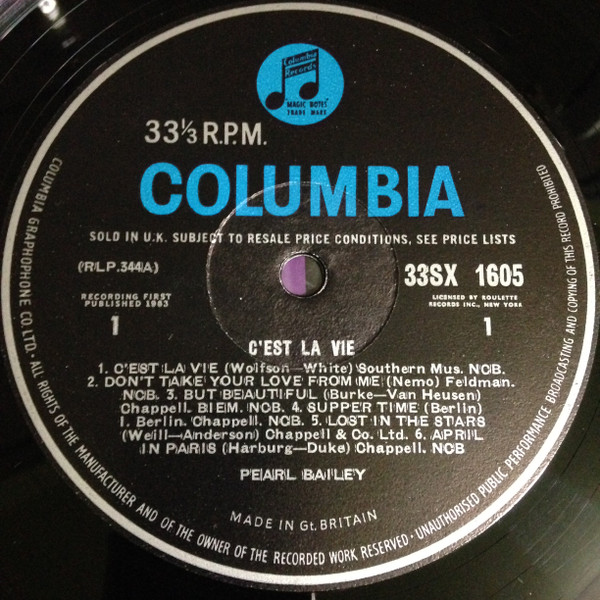 Columbia
Records
MAGIC NOTES
TRADE MARK
33⅓ R.P.M.
COLUMBIA
SOLD IN U.K. SUBJECT TO RESALE PRICE CONDITIONS, SEE PRICE LISTS
(R/L P. 344A)
33SX 1605
RECORDING FIRST
PUBLISHED 1963
LICENSED BY ROULETTE
RECORDS INC., NEW YORK
1
1
C'EST LA VIE
1. C'EST LA VIE (Wolfson—White) Southern Mus. NCB.
2. DON'T TAKE YOUR LOVE FROM ME (Nemo) Feldman.
NCB. 3. BUT BEAUTIFUL (Burke—Van Heusen)
Chappell. BIEM. NCB. 4. SUPPER TIME (Berlin)
I. Berlin. Chappell. NCB. 5. LOST IN THE STARS
(Weill—Anderson) Chappell & Co. Ltd. 6. APRIL
IN PARIS (Harburg—Duke) Chappell. NCB
PEARL BAILEY
MADE IN Gt. BRITAIN
COLUMBIA GRAPHOPHONE CO. LTD. · ALL RIGHTS OF THE MANUFACTURER AND OF THE OWNER OF THE RECORDED WORK RESERVED · UNAUTHORISED PUBLIC PERFORMANCE BROADCASTING AND COPYING OF THIS RECORD PROHIBITED